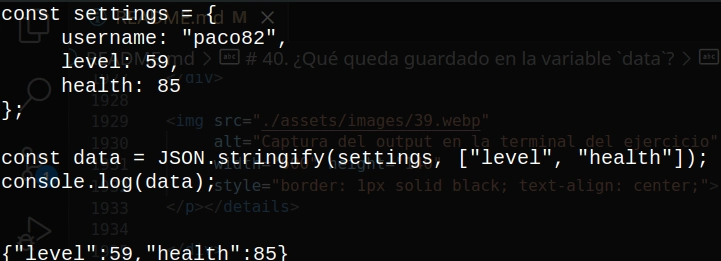 README.md M
const settings = {
    username: "paco82",
README.md > abc # 40. ¿Qué queda guardado en la variable `data`? > abc
    level: 59,
/div>
    health: 85
1928
};
1929 <img src="./assets/images/39.webp"
1930 alt="Captura del output en la terminal del ejercicio"
const data = JSON.stringify(settings, ["level", "health"]);
console.log(data);
style="border: 1px solid black; text-align: center;">
1933 </p></details>
1934
{"level":59,"health":85}